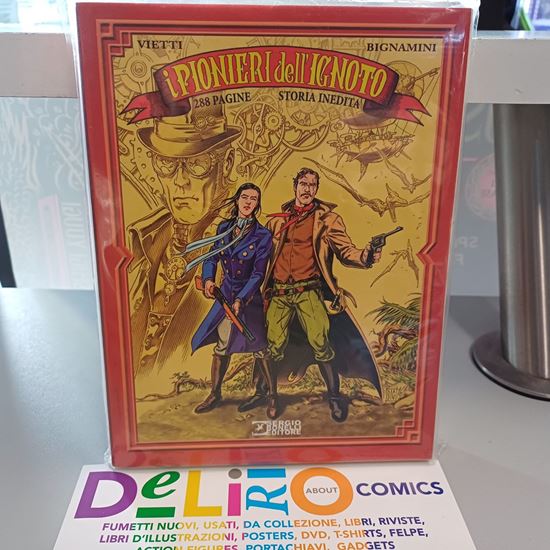 VIETTI
BIGNAMINI
i PIONIERI dell'IGNOTO
288 PAGINE STORIA INEDITA
SERGIO
BONELLI
EDITORE
DeLiRiO ABOUT COMICS
FUMETTI NUOVI, USATI, DA COLLEZIONE, LIBRI, RIVISTE,
LIBRI D'ILLUSTRAZIONI, POSTERS, DVD, T-SHIRTS, FELPE,
ACTION FIGURES, PORTACHIAVI, GADGETS